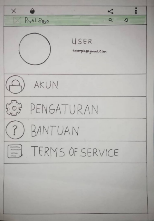 USER
AKUN
PENGATURAN
?
BANTUAN
TERMS OF SERVICE